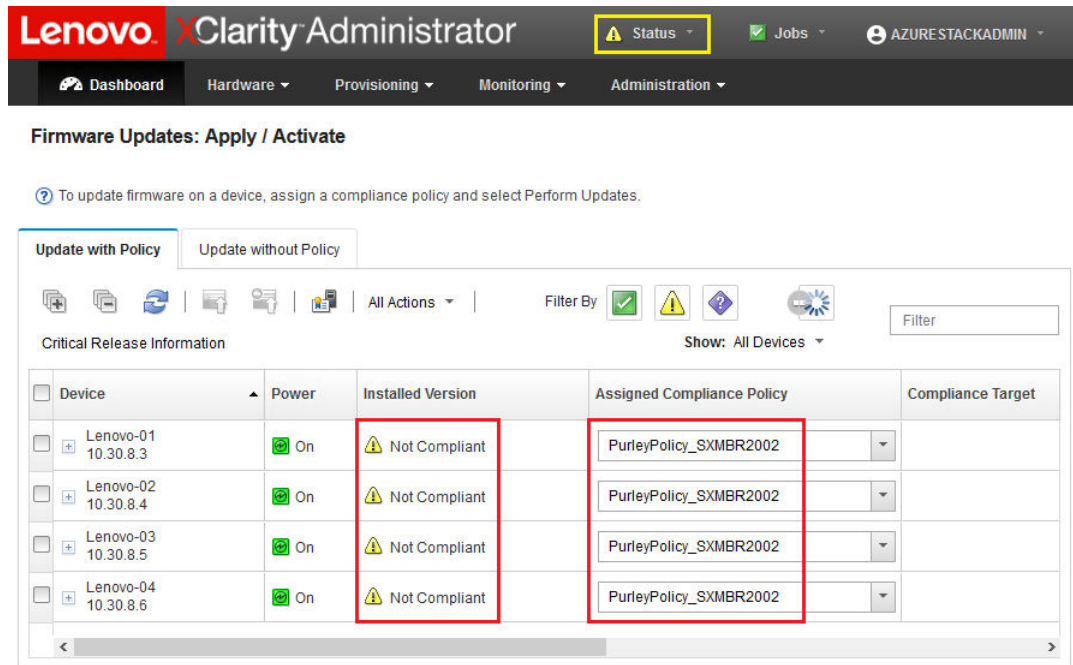 Lenovo. XClarity Administrator Status Jobs AZURESTACKADMIN
Dashboard Hardware Provisioning Monitoring Administration
Firmware Updates: Apply / Activate
? To update firmware on a device, assign a compliance policy and select Perform Updates.
Update with Policy Update without Policy
All Actions Filter By ? Filter
Critical Release Information Show: All Devices
Device Power Installed Version Assigned Compliance Policy Compliance Target
Lenovo-01
10.30.8.3 On Not Compliant PurleyPolicy_SXMBR2002
Lenovo-02
10.30.8.4 On Not Compliant PurleyPolicy_SXMBR2002
Lenovo-03
10.30.8.5 On Not Compliant PurleyPolicy_SXMBR2002
Lenovo-04
10.30.8.6 On Not Compliant PurleyPolicy_SXMBR2002